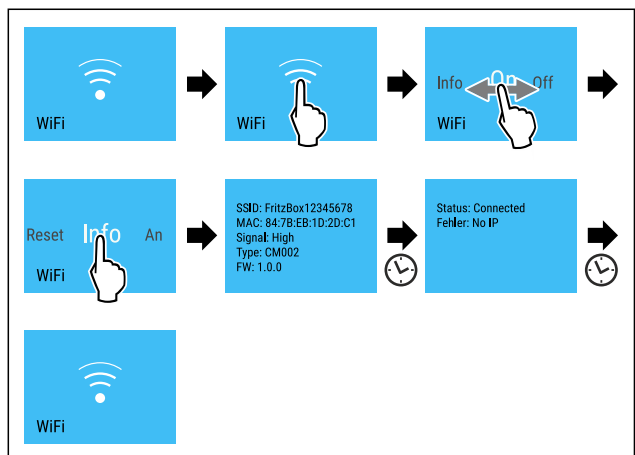 WiFi
WiFi
Info On Off
WiFi
Reset Info An
WiFi
SSID: FritzBox12345678
MAC: 84:7B:EB:1D:2D:C1
Signal: High
Type: CM002
FW: 1.0.0
Status: Connected
Fehler: No IP
WiFi